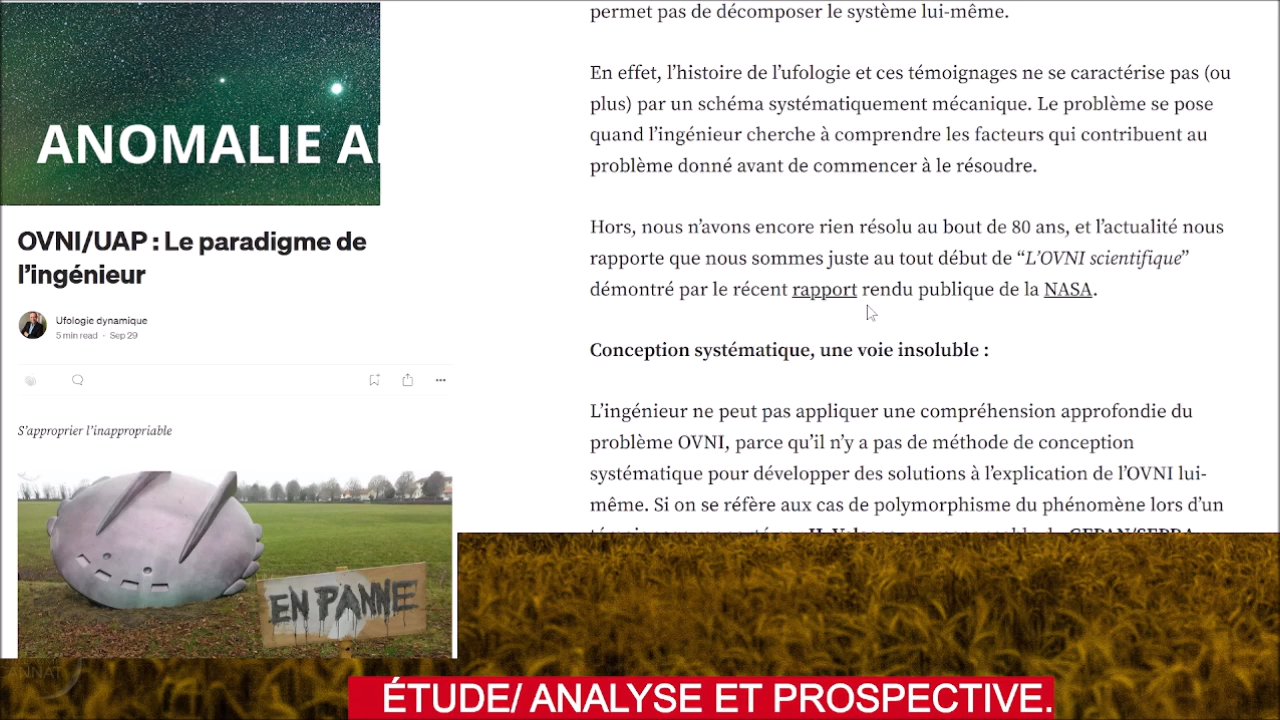 ANOMALIE A
OVNI/UAP : Le paradigme de
l'ingénieur
Ufologie dynamique
5 min read · Sep 29
S'approprier l'inappropriable
EN PANNE
ANNAT
permet pas de décomposer le système lui-même.
En effet, l'histoire de l'ufologie et ces témoignages ne se caractérise pas (ou
plus) par un schéma systématiquement mécanique. Le problème se pose
quand l'ingénieur cherche à comprendre les facteurs qui contribuent au
problème donné avant de commencer à le résoudre.
Hors, nous n'avons encore rien résolu au bout de 80 ans, et l'actualité nous
rapporte que nous sommes juste au tout début de “L'OVNI scientifique”
démontré par le récent rapport rendu publique de la NASA.
Conception systématique, une voie insoluble :
L'ingénieur ne peut pas appliquer une compréhension approfondie du
problème OVNI, parce qu'il n'y a pas de méthode de conception
systématique pour développer des solutions à l'explication de l'OVNI lui-
même. Si on se réfère aux cas de polymorphisme du phénomène lors d'un
GEPAN/SEPRA
ÉTUDE/ ANALYSE ET PROSPECTIVE.